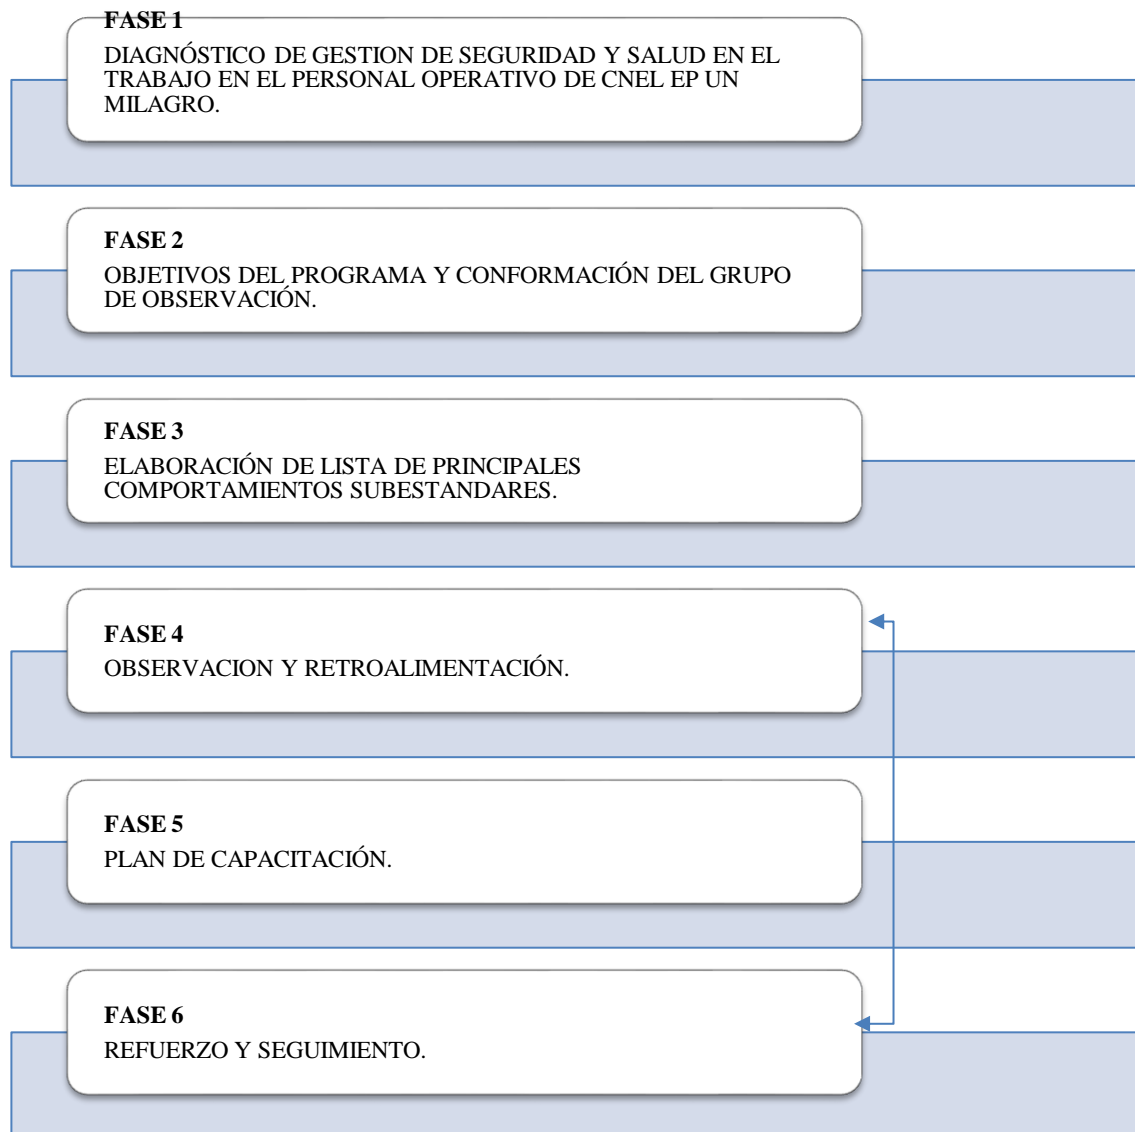 FASE 1
DIAGNÓSTICO DE GESTION DE SEGURIDAD Y SALUD EN EL
TRABAJO EN EL PERSONAL OPERATIVO DE CNEL EP UN
MILAGRO.
FASE 2
OBJETIVOS DEL PROGRAMA Y CONFORMACIÓN DEL GRUPO
DE OBSERVACIÓN.
FASE 3
ELABORACIÓN DE LISTA DE PRINCIPALES
COMPORTAMIENTOS SUBESTANDARES.
FASE 4
OBSERVACION Y RETROALIMENTACIÓN.
FASE 5
PLAN DE CAPACITACIÓN.
FASE 6
REFUERZO Y SEGUIMIENTO.